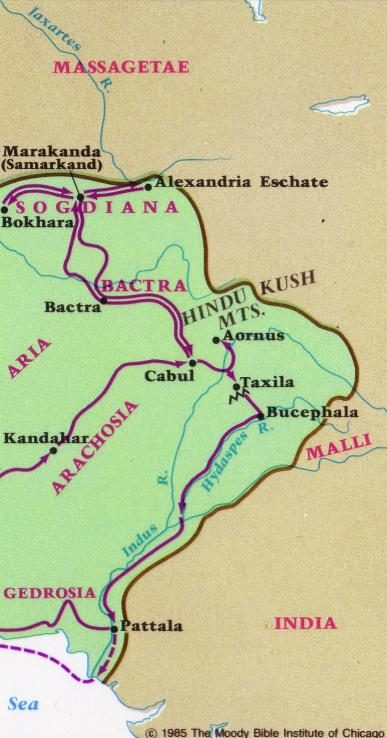 Jaxartes
R.
MASSAGETAE
Marakanda
(Samarkand)
Alexandria Eschate
SOGDIANA
Bokhara
BACTRA
Bactra
HINDU KUSH
MTS.
Aornus
ARIA
Cabul
Taxila
Bucephala
ARACHOSIA
Kandahar
Hydaspes R.
MALLI
R.
Indus
GEDROSIA
Pattala
INDIA
Sea
© 1985 The Moody Bible Institute of Chicago